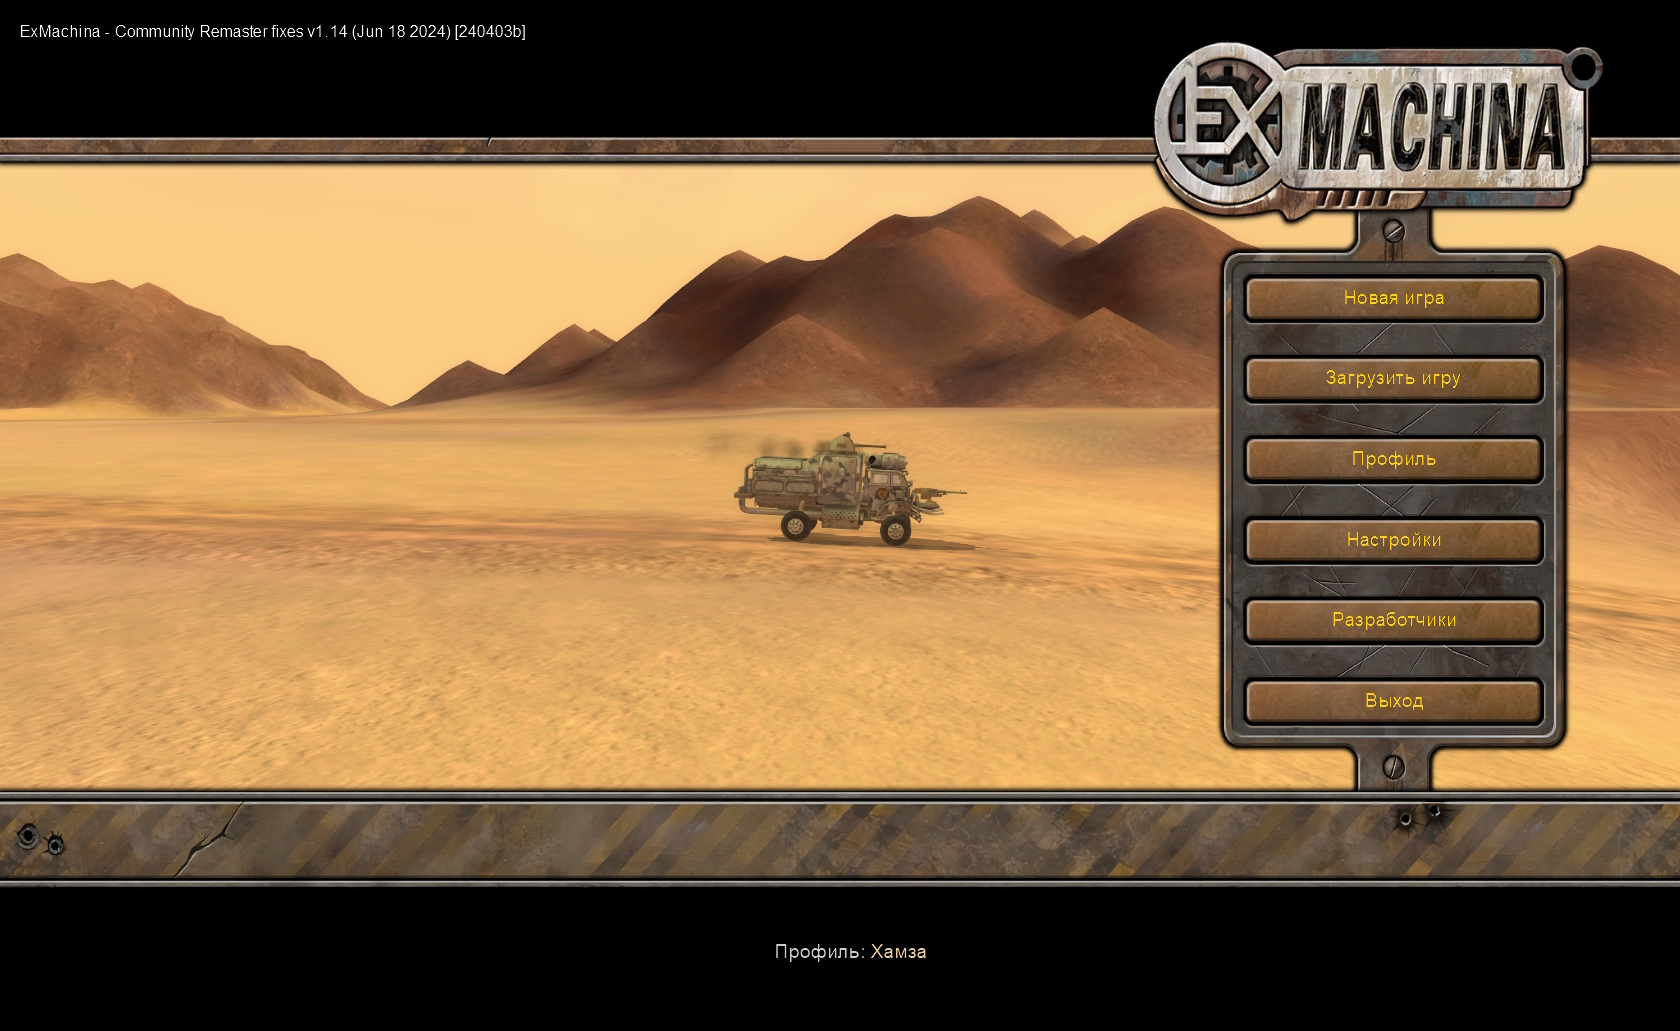 ExMachina - Community Remaster fixes v1.14 (Jun 18 2024) [240403b]
EX MACHINA
Новая игра
Загрузить игру
Профиль
Настройки
Разработчики
Выход
Профиль: Хамза